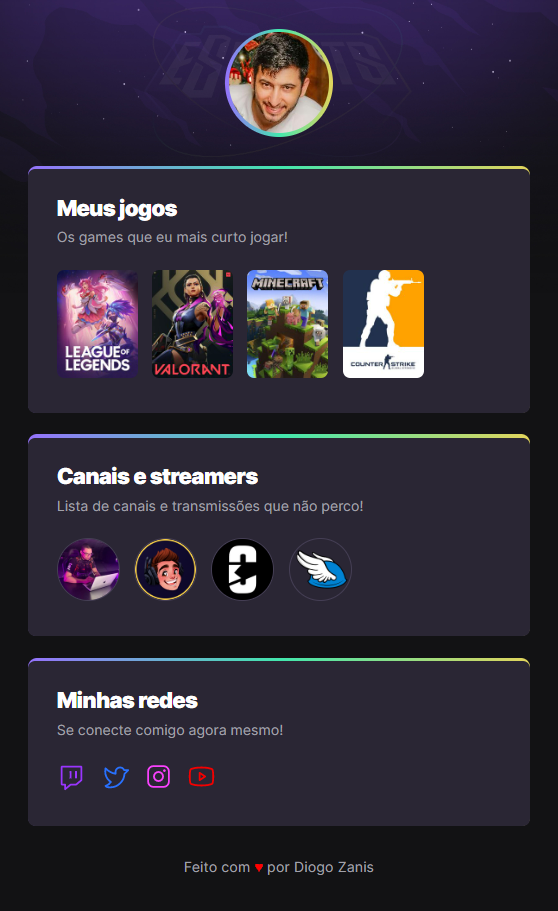 ESPORTS
Meus jogos
Os games que eu mais curto jogar!
LEAGUE OF
LEGENDS
VALORANT
MINECRAFT
COUNTER STRIKE
Canais e streamers
Lista de canais e transmissões que não perco!
Minhas redes
Se conecte comigo agora mesmo!
Feito com ♥ por Diogo Zanis